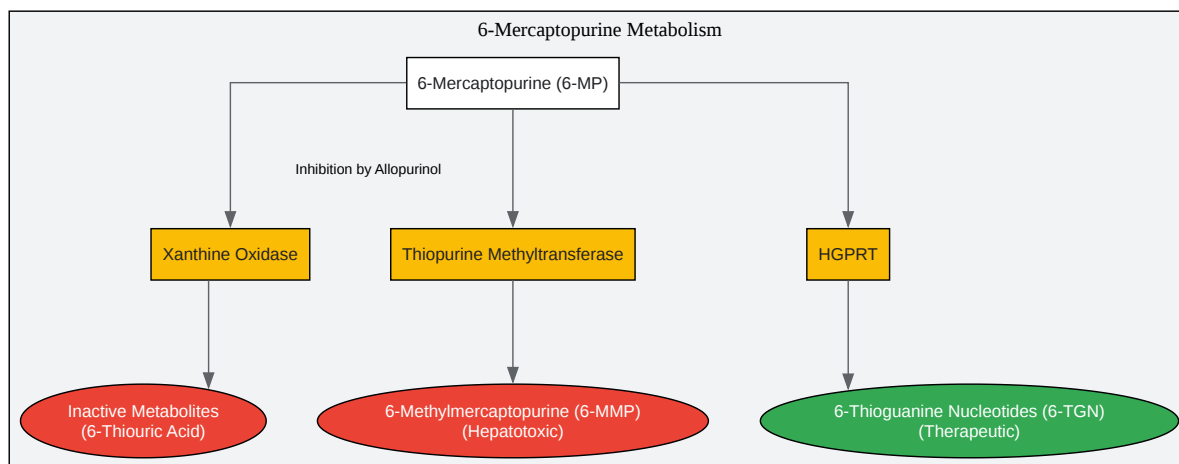 6-Mercaptopurine Metabolism
6-Mercaptopurine (6-MP)
Inhibition by Allopurinol
Xanthine Oxidase
Thiopurine Methyltransferase
HGPRT
Inactive Metabolites
(6-Thiouric Acid)
6-Methylmercaptopurine (6-MMP)
(Hepatotoxic)
6-Thioguanine Nucleotides (6-TGN)
(Therapeutic)